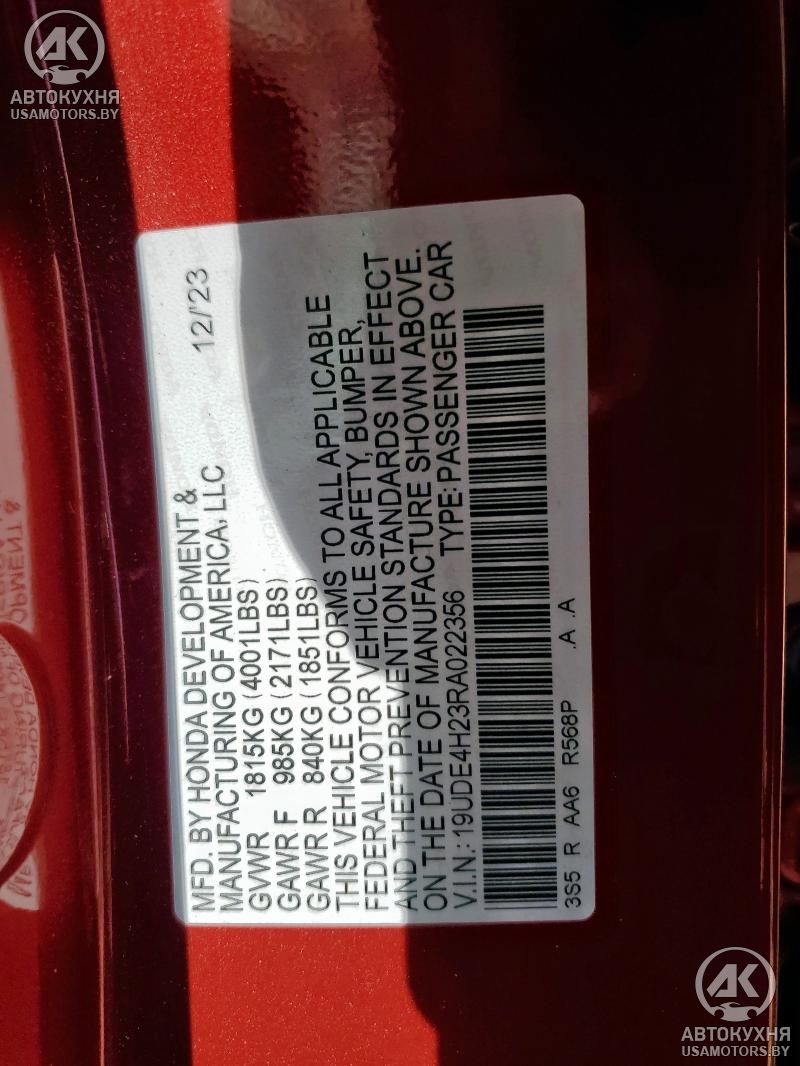 AK
АВТОКУХНЯ
USAMOTORS.BY
MFD. BY HONDA DEVELOPMENT &
MANUFACTURING OF AMERICA, LLC 12/'23
GVWR 1815KG (4001LBS)
GAWR F 985KG (2171LBS)
GAWR R 840KG (1851LBS)
THIS VEHICLE CONFORMS TO ALL APPLICABLE
FEDERAL MOTOR VEHICLE SAFETY, BUMPER,
AND THEFT PREVENTION STANDARDS IN EFFECT
ON THE DATE OF MANUFACTURE SHOWN ABOVE.
V.I.N.: 19UDE4H23RA022356 TYPE: PASSENGER CAR
3S5 R AA6 R568P .A .A
AK
АВТОКУХНЯ
USAMOTORS.BY